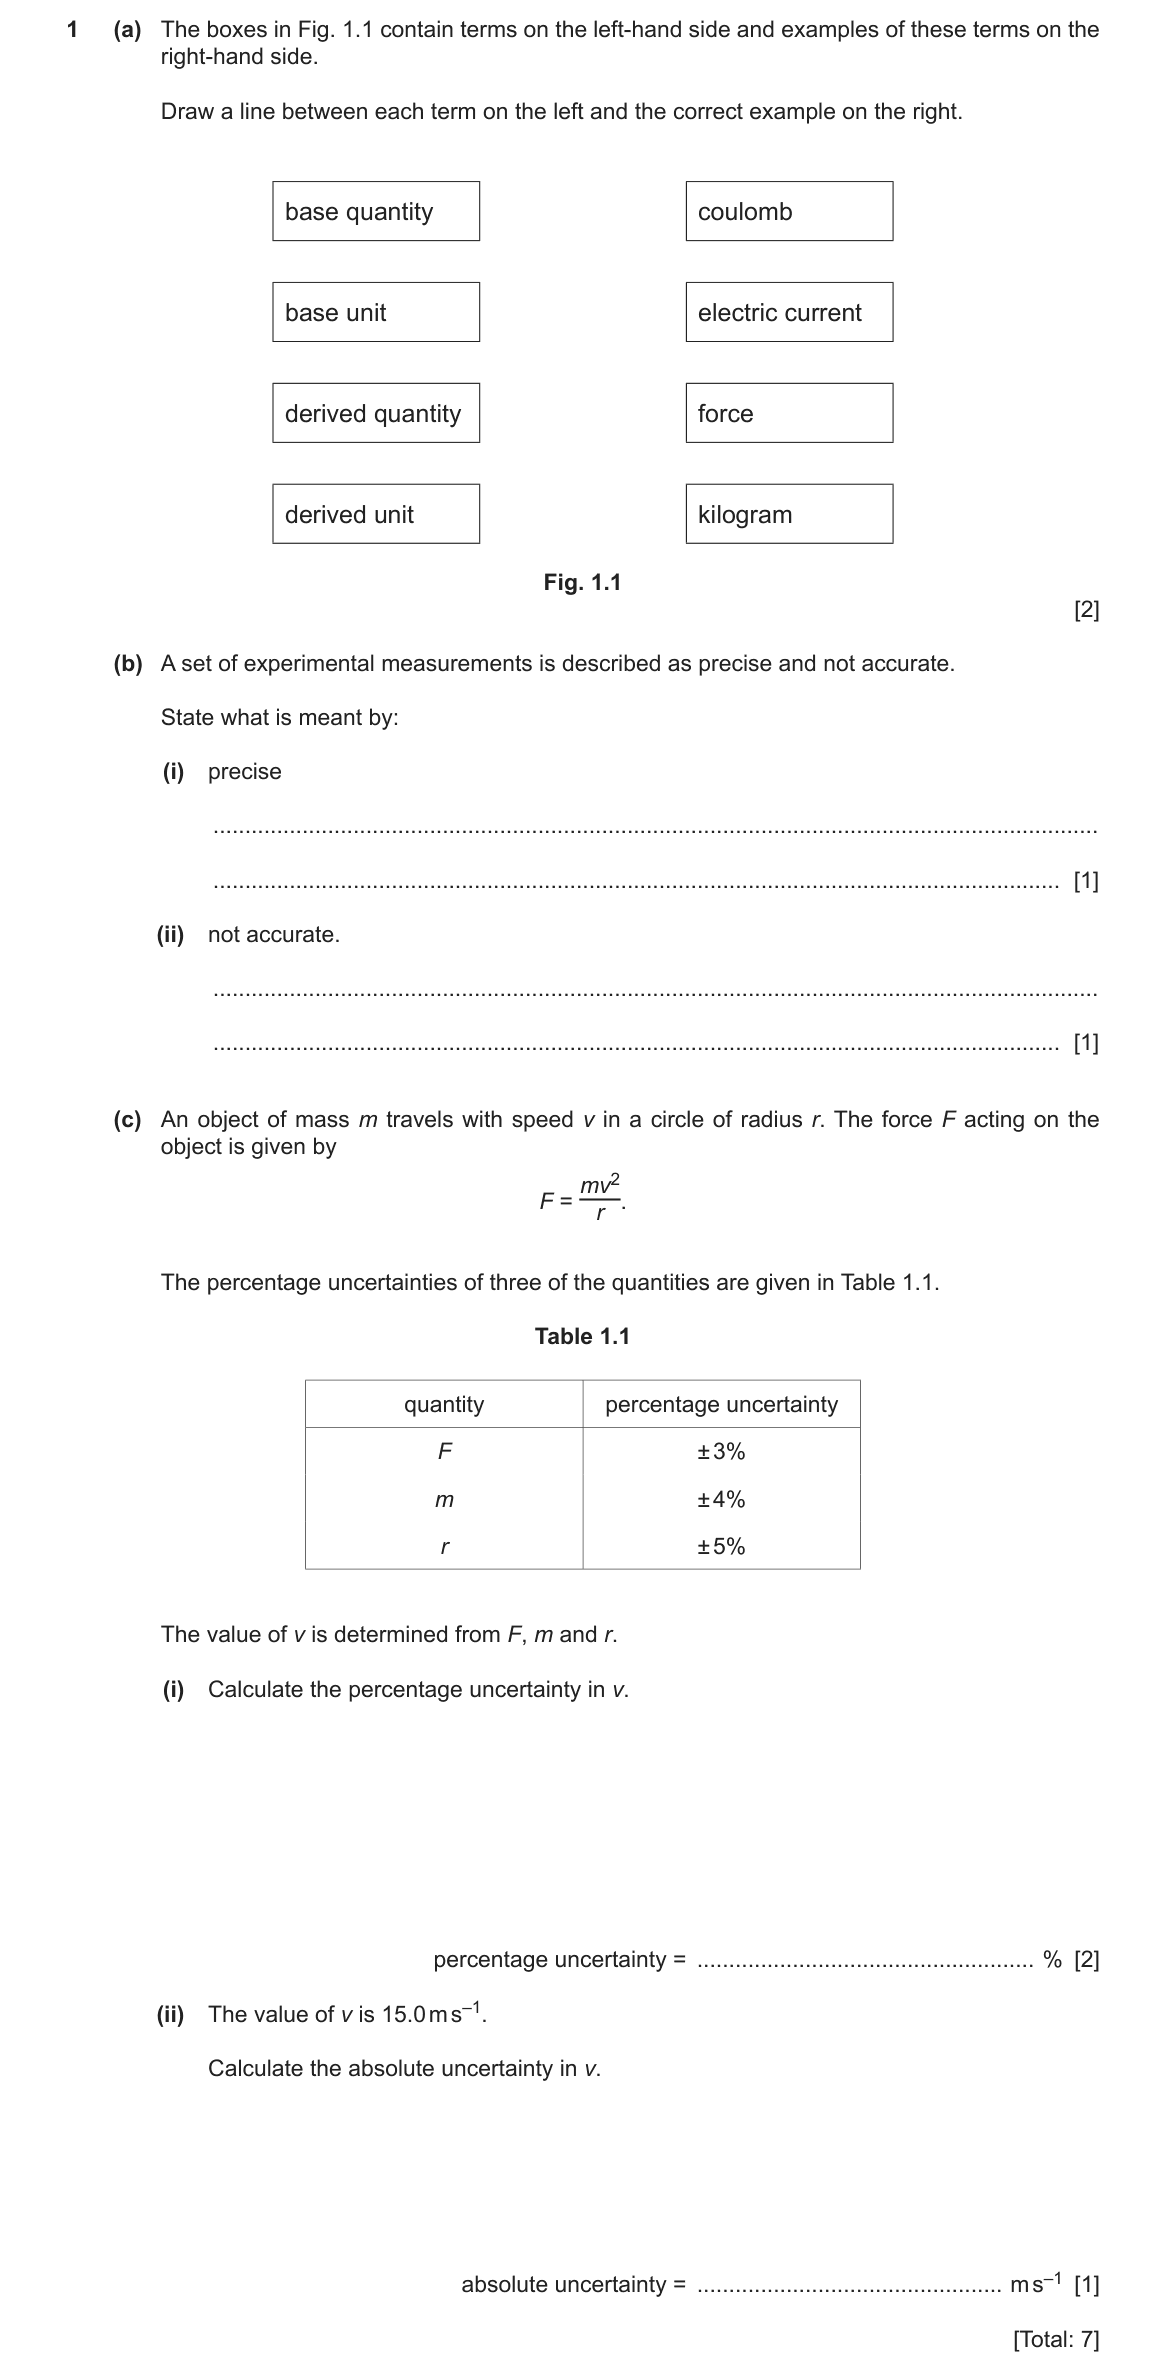 1 (a) The boxes in Fig. 1.1 contain terms on the left-hand side and examples of these terms on the
right-hand side.
Draw a line between each term on the left and the correct example on the right.
base quantity coulomb
base unit electric current
derived quantity force
derived unit kilogram
Fig. 1.1
[2]
(b) A set of experimental measurements is described as precise and not accurate.
State what is meant by:
(i) precise
..........................................................................................................................................
.................................................................................................................................... [1]
(ii) not accurate.
..........................................................................................................................................
.................................................................................................................................... [1]
(c) An object of mass m travels with speed v in a circle of radius r. The force F acting on the
object is given by
F = mv²/r.
The percentage uncertainties of three of the quantities are given in Table 1.1.
Table 1.1
quantity percentage uncertainty
F ±3%
m ±4%
r ±5%
The value of v is determined from F, m and r.
(i) Calculate the percentage uncertainty in v.
percentage uncertainty = ..................................................... % [2]
(ii) The value of v is 15.0 m s⁻¹.
Calculate the absolute uncertainty in v.
absolute uncertainty = ................................................ m s⁻¹ [1]
[Total: 7]